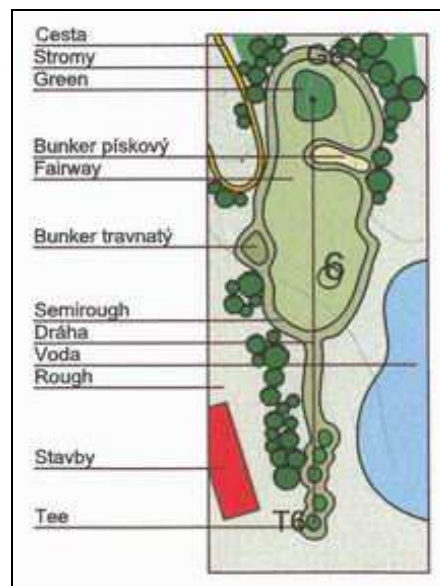 Cesta
Stromy
Green
Bunker pískový
Fairway
Bunker travnatý
Semirough
Dráha
Voda
Rough
Stavby
Tee
G6
6
T6